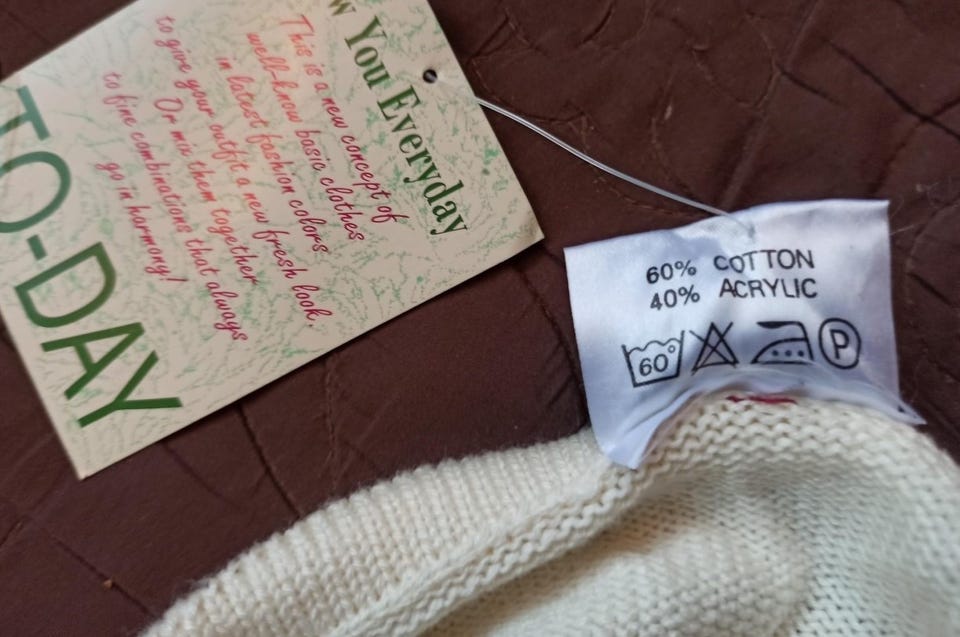 You Everyday
This is a new concept of
well-know basic clothes
in latest fashion colors
to give your outfit a new fresh look.
Or mix them together
to fine combinations that always
go in harmony!
TO-DAY
60% COTTON
40% ACRYLIC
60°
P